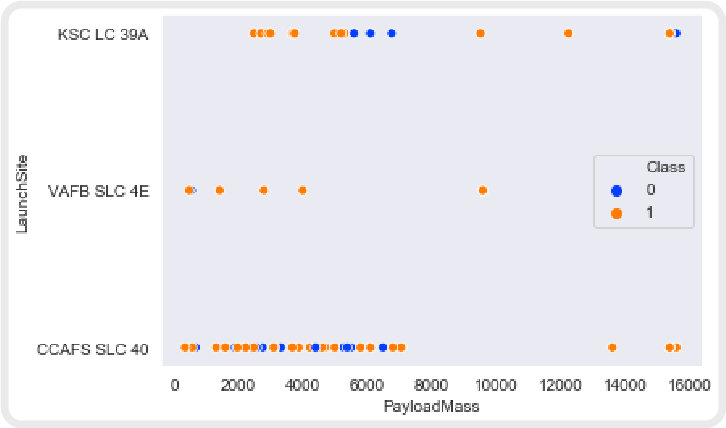 KSC LC 39A
VAFB SLC 4E
CCAFS SLC 40
LaunchSite
Class
0
1
0 2000 4000 6000 8000 10000 12000 14000 16000
PayloadMass